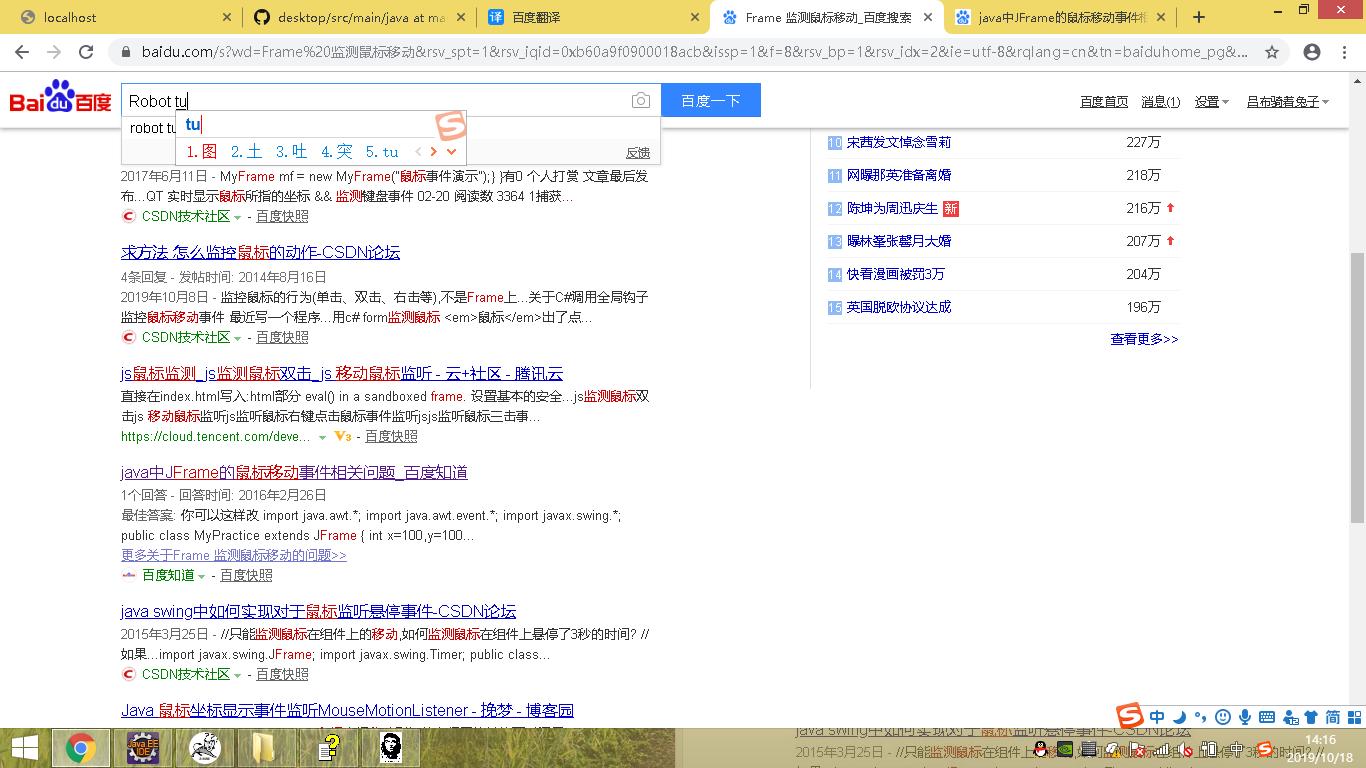 localhost
desktop/src/main/java at ma
百度翻译
Frame 监测鼠标移动_百度搜索
java中JFrame的鼠标移动事件相
baidu.com/s?wd=Frame%20监测鼠标移动&rsv_spt=1&rsv_iqid=0xb60a9f0900018acb&issp=1&f=8&rsv_bp=1&rsv_idx=2&ie=utf-8&rqlang=cn&tn=baiduhome_pg&...
Bai du 百度
Robot tu
百度一下
百度首页 消息(1) 设置 吕布骑着兔子
robot tu
tu
1.图 2.土 3.吐 4.突 5.tu
反馈
2017年6月11日 - MyFrame mf = new MyFrame("鼠标事件演示");} }有0 个人打赏 文章最后发
布...QT 实时显示鼠标所指的坐标 && 监测键盘事件 02-20 阅读数 3364 1捕获...
CSDN技术社区 - 百度快照
求方法 怎么监控鼠标的动作-CSDN论坛
4条回复 - 发帖时间: 2014年8月16日
2019年10月8日 - 监控鼠标的行为(单击、双击、右击等),不是Frame上...关于C#调用全局钩子
监控鼠标移动事件 最近写一个程序...用c# form监测鼠标 <em>鼠标</em>出了点...
CSDN技术社区 - 百度快照
js鼠标监测_js监测鼠标双击_js 移动鼠标监听 - 云+社区 - 腾讯云
直接在index.html写入:html部分 eval() in a sandboxed frame. 设置基本的安全...js监测鼠标双
击js 移动鼠标监听js监听鼠标右键点击鼠标事件监听jsjs监听鼠标三击事...
https://cloud.tencent.com/deve... V3 - 百度快照
java中JFrame的鼠标移动事件相关问题_百度知道
1个回答 - 回答时间: 2016年2月26日
最佳答案: 你可以这样改 import java.awt.*; import java.awt.event.*; import javax.swing.*;
public class MyPractice extends JFrame { int x=100,y=100...
更多关于Frame 监测鼠标移动的问题>>
百度知道 - 百度快照
java swing中如何实现对于鼠标监听悬停事件-CSDN论坛
2015年3月25日 - //只能监测鼠标在组件上的移动,如何监测鼠标在组件上悬停了3秒的时间? //
如果...import javax.swing.JFrame; import javax.swing.Timer; public class...
CSDN技术社区 - 百度快照
Java 鼠标坐标显示事件监听MouseMotionListener - 挽梦 - 博客园
10 宋茜发文悼念雪莉 227万
11 网曝那英准备离婚 218万
12 陈坤为周迅庆生 新 216万
13 曝林峯张馨月大婚 207万
14 快看漫画被罚3万 204万
15 英国脱欧协议达成 196万
查看更多>>
中 简
java swing中如何实现对于鼠标监听悬停事件-CSDN论坛
Java EE
IDE
中
14:16
2019/10/18